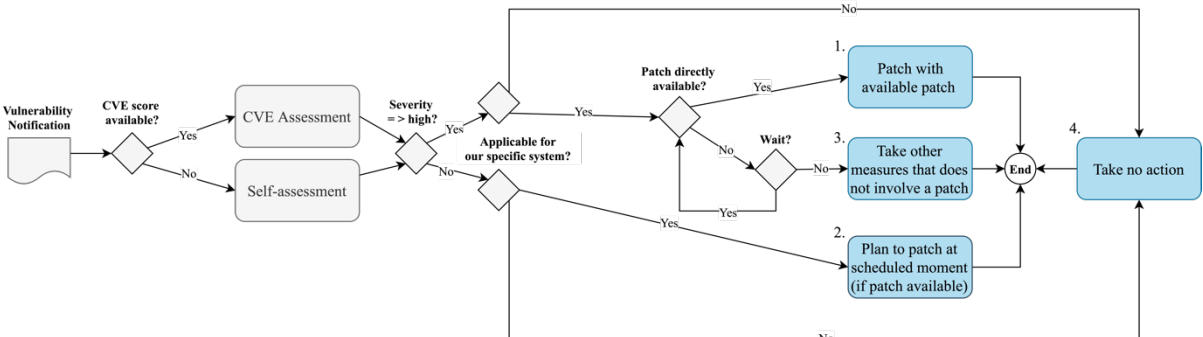 No
1.
Patch with
available patch
Patch directly
available?
Yes
Vulnerability
Notification
CVE score
available?
Yes
CVE Assessment
Severity
= > high?
Yes
Yes
Applicable for
our specific system?
No
Wait?
3.
Take other
measures that does
not involve a patch
No
End
4.
Take no action
No
Self-assessment
No
Yes
Yes
2.
Plan to patch at
scheduled moment
(if patch available)
No